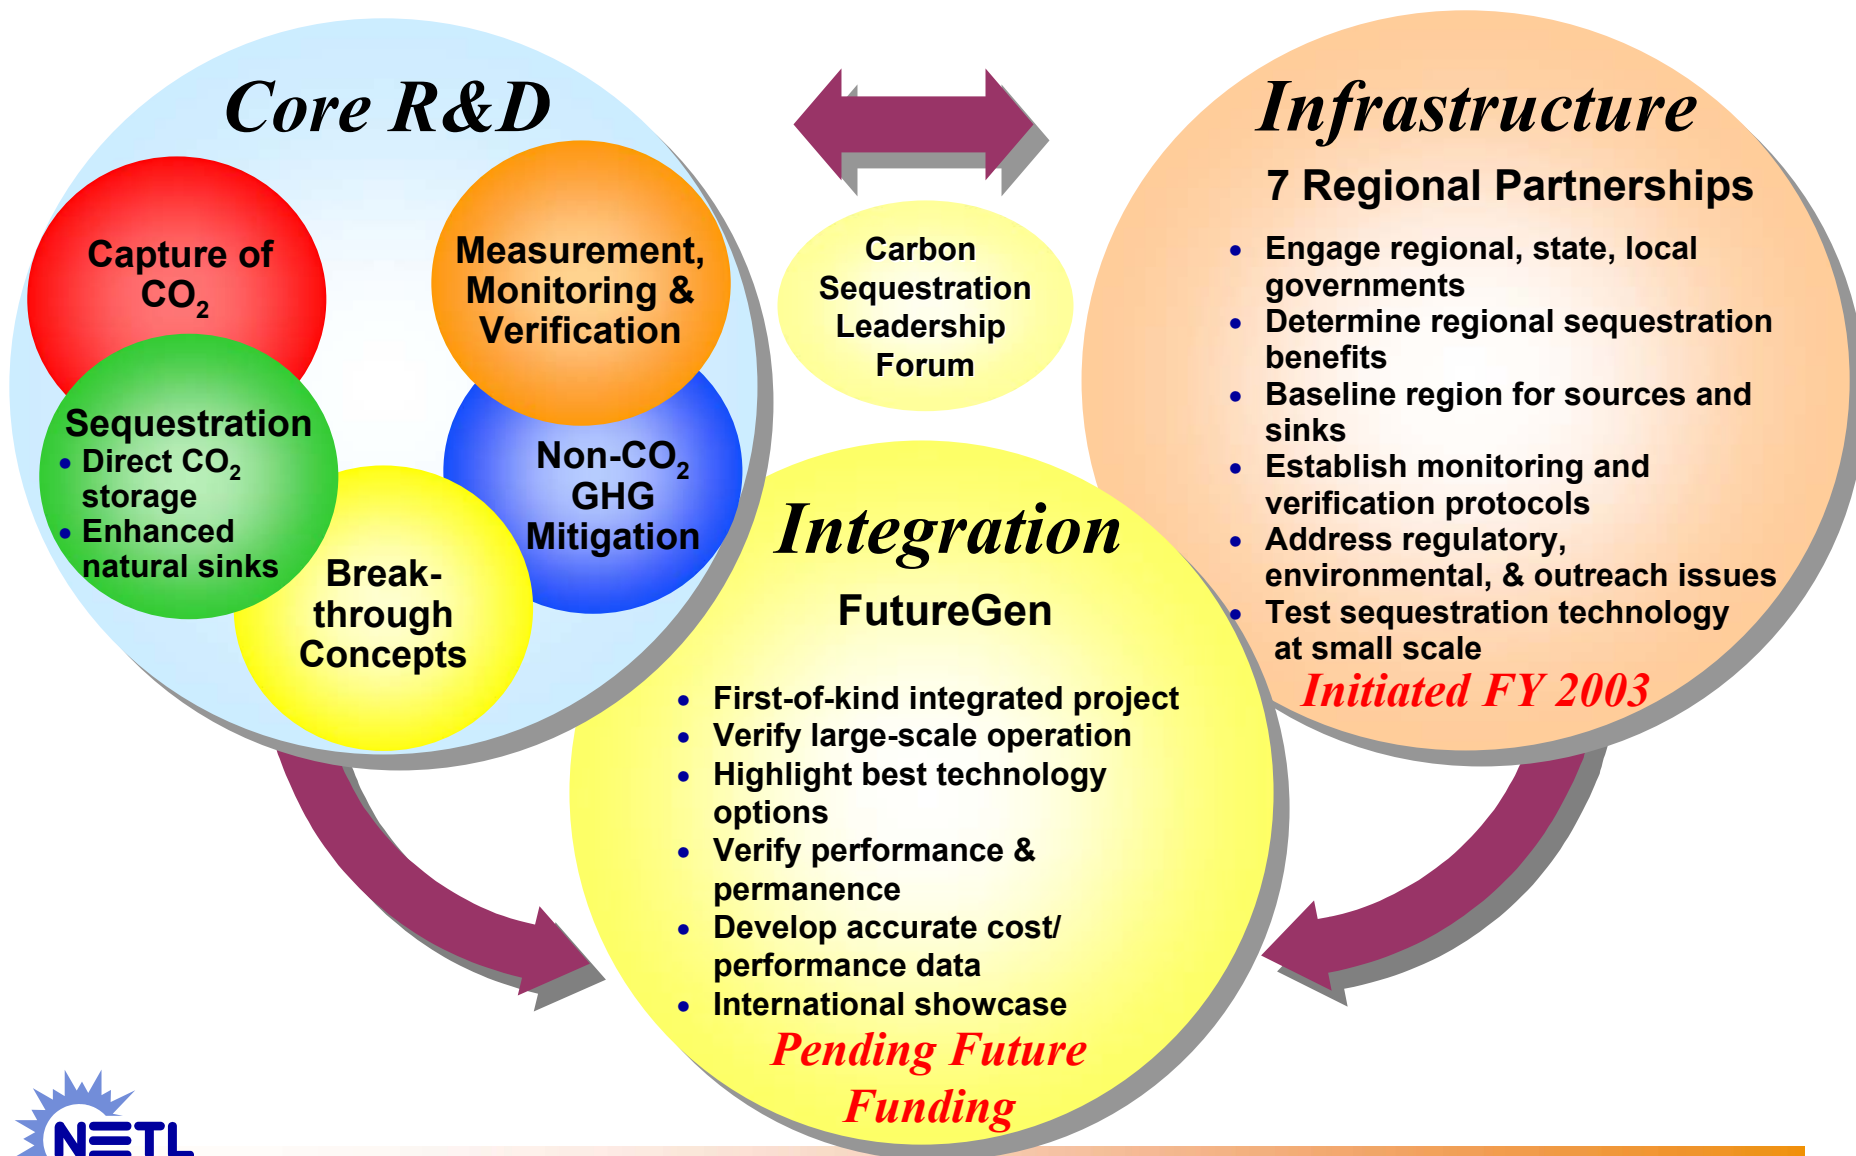 Core R&D
Capture of
CO₂
Measurement,
Monitoring &
Verification
Sequestration
• Direct CO₂
storage
• Enhanced
natural sinks
Break-
through
Concepts
Non-CO₂
GHG
Mitigation
Carbon
Sequestration
Leadership
Forum
Infrastructure
7 Regional Partnerships
• Engage regional, state, local
governments
• Determine regional sequestration
benefits
• Baseline region for sources and
sinks
• Establish monitoring and
verification protocols
• Address regulatory,
environmental, & outreach issues
• Test sequestration technology
at small scale
Initiated FY 2003
Integration
FutureGen
• First-of-kind integrated project
• Verify large-scale operation
• Highlight best technology
options
• Verify performance &
permanence
• Develop accurate cost/
performance data
• International showcase
Pending Future
Funding
NETL